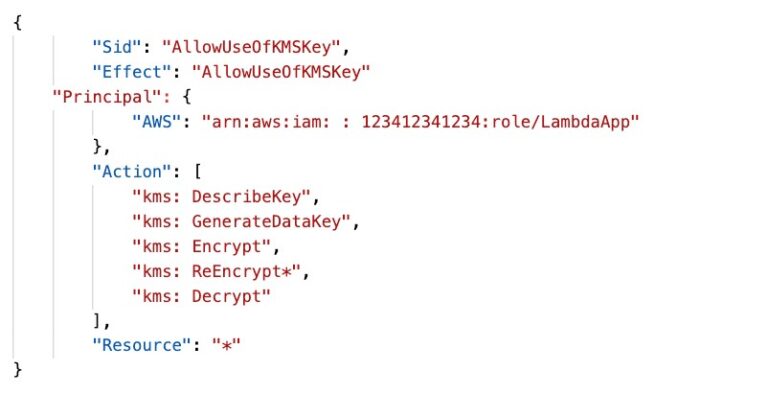 {
"Sid": "AllowUseOfKMSKey",
"Effect": "AllowUseOfKMSKey"
"Principal": {
"AWS": "arn:aws:iam: : 123412341234:role/LambdaApp"
},
"Action": [
"kms: DescribeKey",
"kms: GenerateDataKey",
"kms: Encrypt",
"kms: ReEncrypt*",
"kms: Decrypt"
],
"Resource": "*"
}